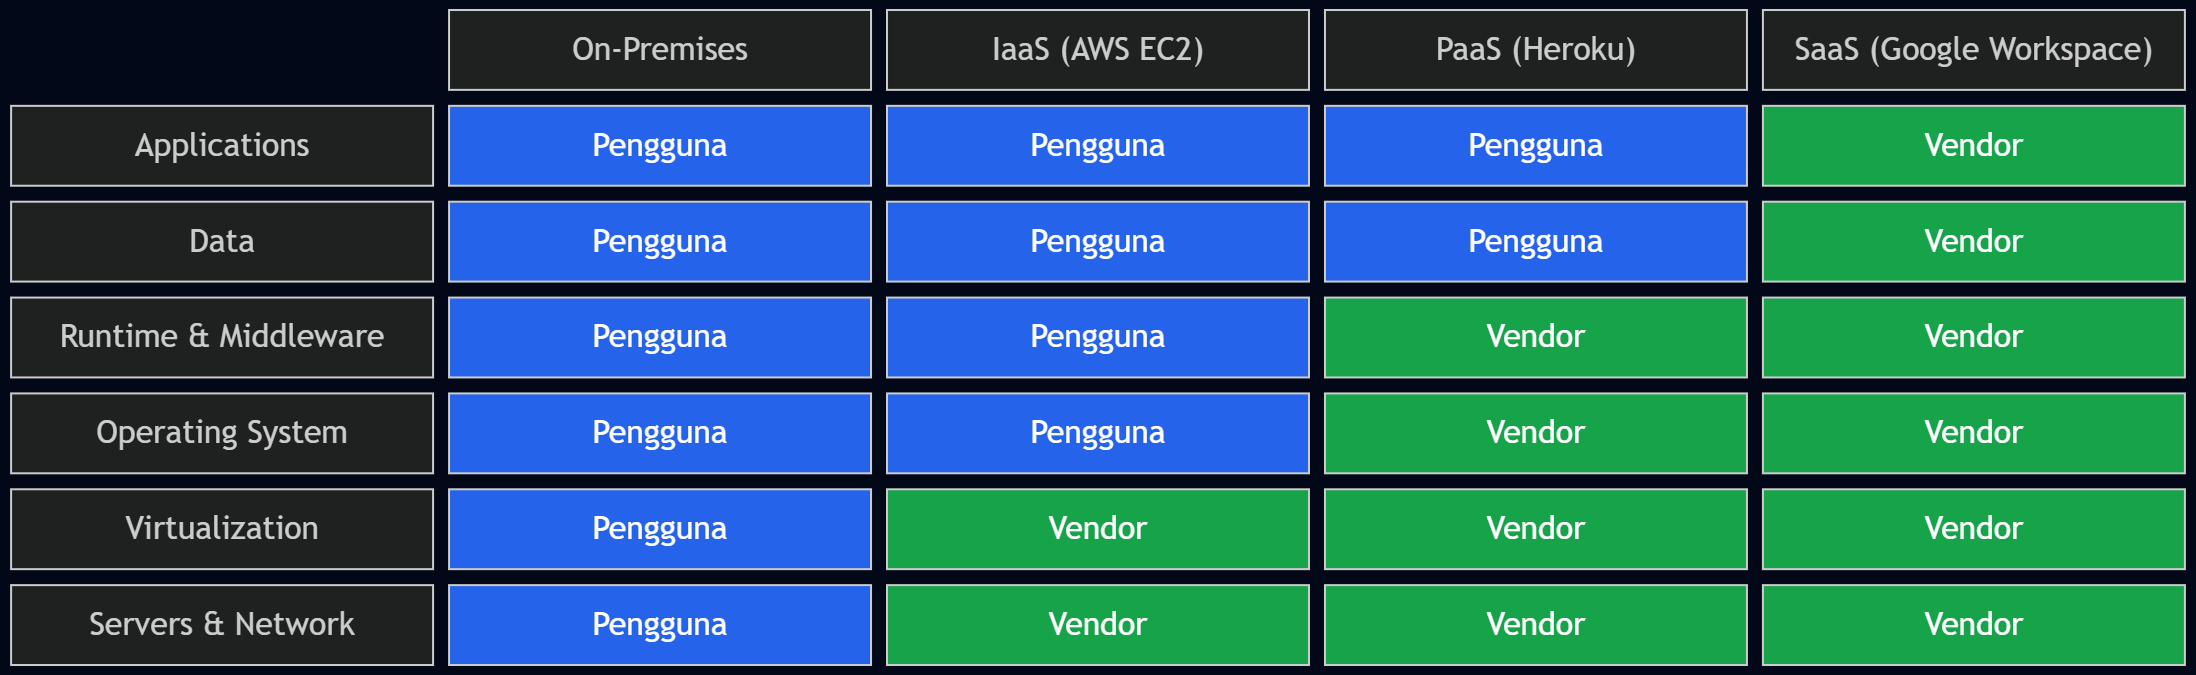 On-Premises
IaaS (AWS EC2)
PaaS (Heroku)
SaaS (Google Workspace)
Applications
Pengguna
Pengguna
Pengguna
Vendor
Data
Pengguna
Pengguna
Pengguna
Vendor
Runtime & Middleware
Pengguna
Pengguna
Vendor
Vendor
Operating System
Pengguna
Pengguna
Vendor
Vendor
Virtualization
Pengguna
Vendor
Vendor
Vendor
Servers & Network
Pengguna
Vendor
Vendor
Vendor